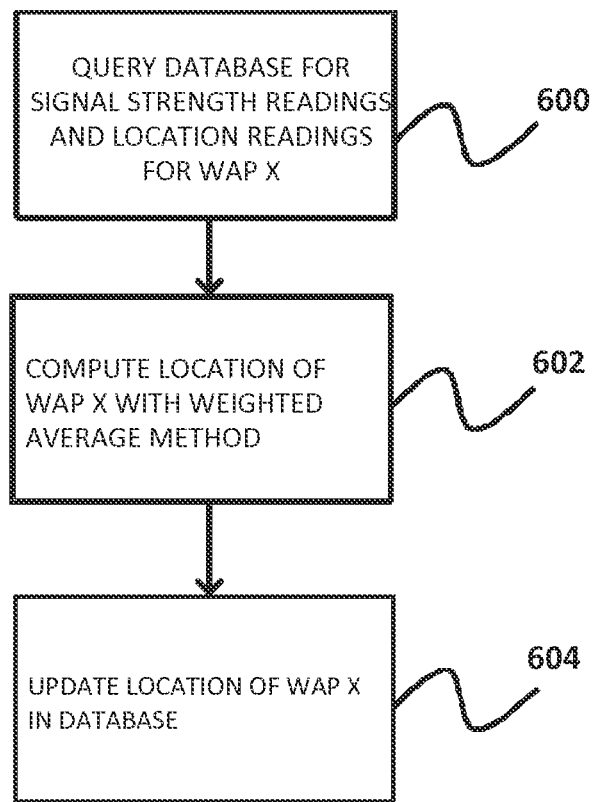 QUERY DATABASE FOR
SIGNAL STRENGTH READINGS
AND LOCATION READINGS
FOR WAP X
600
COMPUTE LOCATION OF
WAP X WITH WEIGHTED
AVERAGE METHOD
602
UPDATE LOCATION OF WAP X
IN DATABASE
604